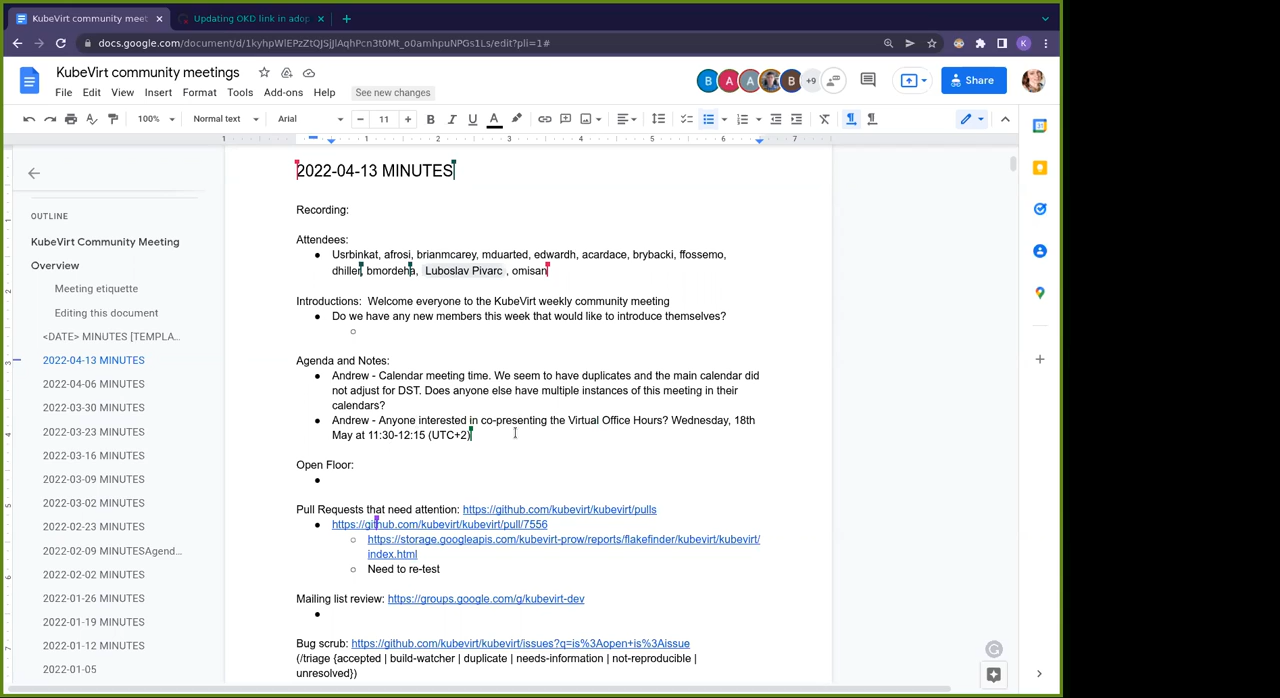 KubeVirt community meet
Updating OKD link in adop
docs.google.com/document/d/1kyhpWlEPzZtQJSjJlAqhPcn3t0Mt_o0amhpuNPGs1Ls/edit?pli=1#
K
KubeVirt community meetings
File Edit View Insert Format Tools Add-ons Help See new changes
B A A B +9
Share
100% Normal text Arial 11 B I U A
1 1 2 3 4 5 6 7
OUTLINE
KubeVirt Community Meeting
Overview
Meeting etiquette
Editing this document
<DATE> MINUTES [TEMPLA...
2022-04-13 MINUTES
2022-04-06 MINUTES
2022-03-30 MINUTES
2022-03-23 MINUTES
2022-03-16 MINUTES
2022-03-09 MINUTES
2022-03-02 MINUTES
2022-02-23 MINUTES
2022-02-09 MINUTESAgend...
2022-02-02 MINUTES
2022-01-26 MINUTES
2022-01-19 MINUTES
2022-01-12 MINUTES
2022-01-05
2022-04-13 MINUTES
Recording:
Attendees:
Usrbinkat, afrosi, brianmcarey, mduarted, edwardh, acardace, brybacki, ffossemo,
dhiller, bmordeha, Luboslav Pivarc , omisan
Introductions: Welcome everyone to the KubeVirt weekly community meeting
Do we have any new members this week that would like to introduce themselves?
Agenda and Notes:
Andrew - Calendar meeting time. We seem to have duplicates and the main calendar did
not adjust for DST. Does anyone else have multiple instances of this meeting in their
calendars?
Andrew - Anyone interested in co-presenting the Virtual Office Hours? Wednesday, 18th
May at 11:30-12:15 (UTC+2)
Open Floor:
Pull Requests that need attention: https://github.com/kubevirt/kubevirt/pulls
https://github.com/kubevirt/kubevirt/pull/7556
https://storage.googleapis.com/kubevirt-prow/reports/flakefinder/kubevirt/kubevirt/
index.html
Need to re-test
Mailing list review: https://groups.google.com/g/kubevirt-dev
Bug scrub: https://github.com/kubevirt/kubevirt/issues?q=is%3Aopen+is%3Aissue
(/triage {accepted | build-watcher | duplicate | needs-information | not-reproducible |
unresolved})